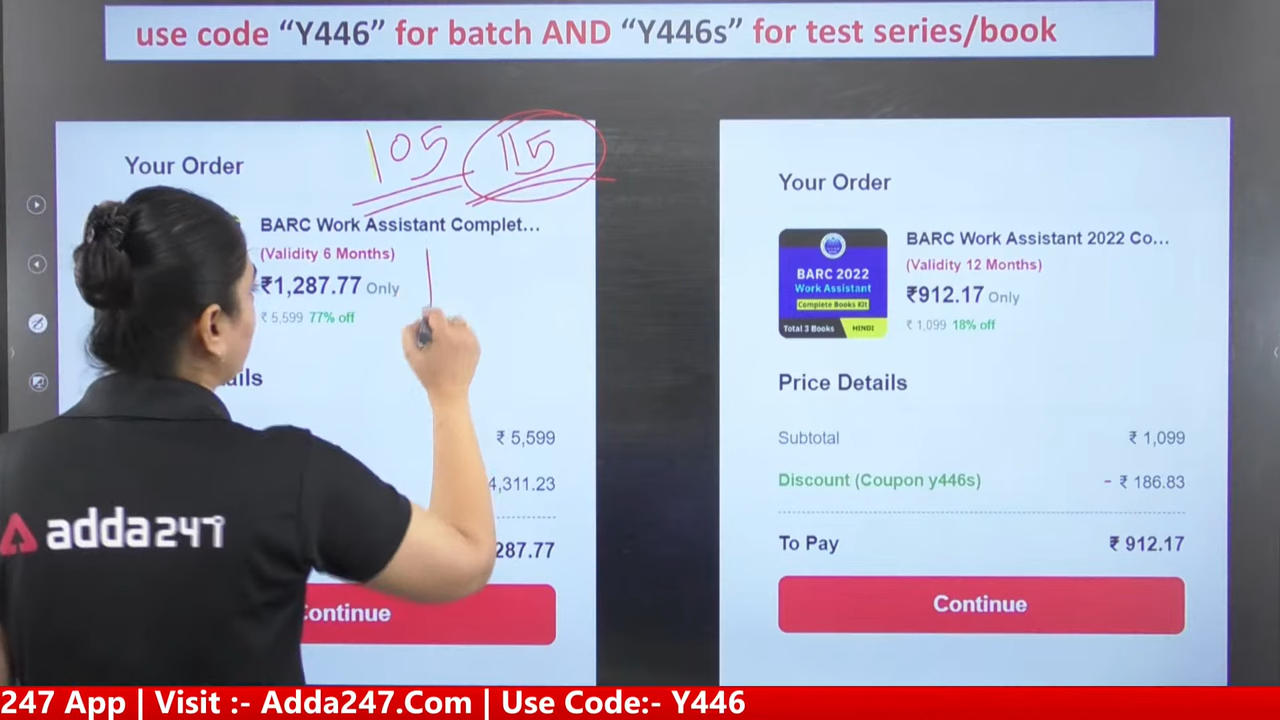 use code “Y446” for batch AND “Y446s” for test series/book
105 115
Your Order
BARC Work Assistant Complet...
(Validity 6 Months)
₹1,287.77 Only
₹ 5,599 77% off
ails
₹ 5,599
4,311.23
287.77
Continue
adda247
Your Order
BARC 2022
Work Assistant
Complete Books Kit
Total 3 Books HINDI
BARC Work Assistant 2022 Co...
(Validity 12 Months)
₹912.17 Only
₹ 1,099 18% off
Price Details
Subtotal ₹ 1,099
Discount (Coupon y446s) - ₹ 186.83
To Pay ₹ 912.17
Continue
247 App | Visit :- Adda247.Com | Use Code:- Y446